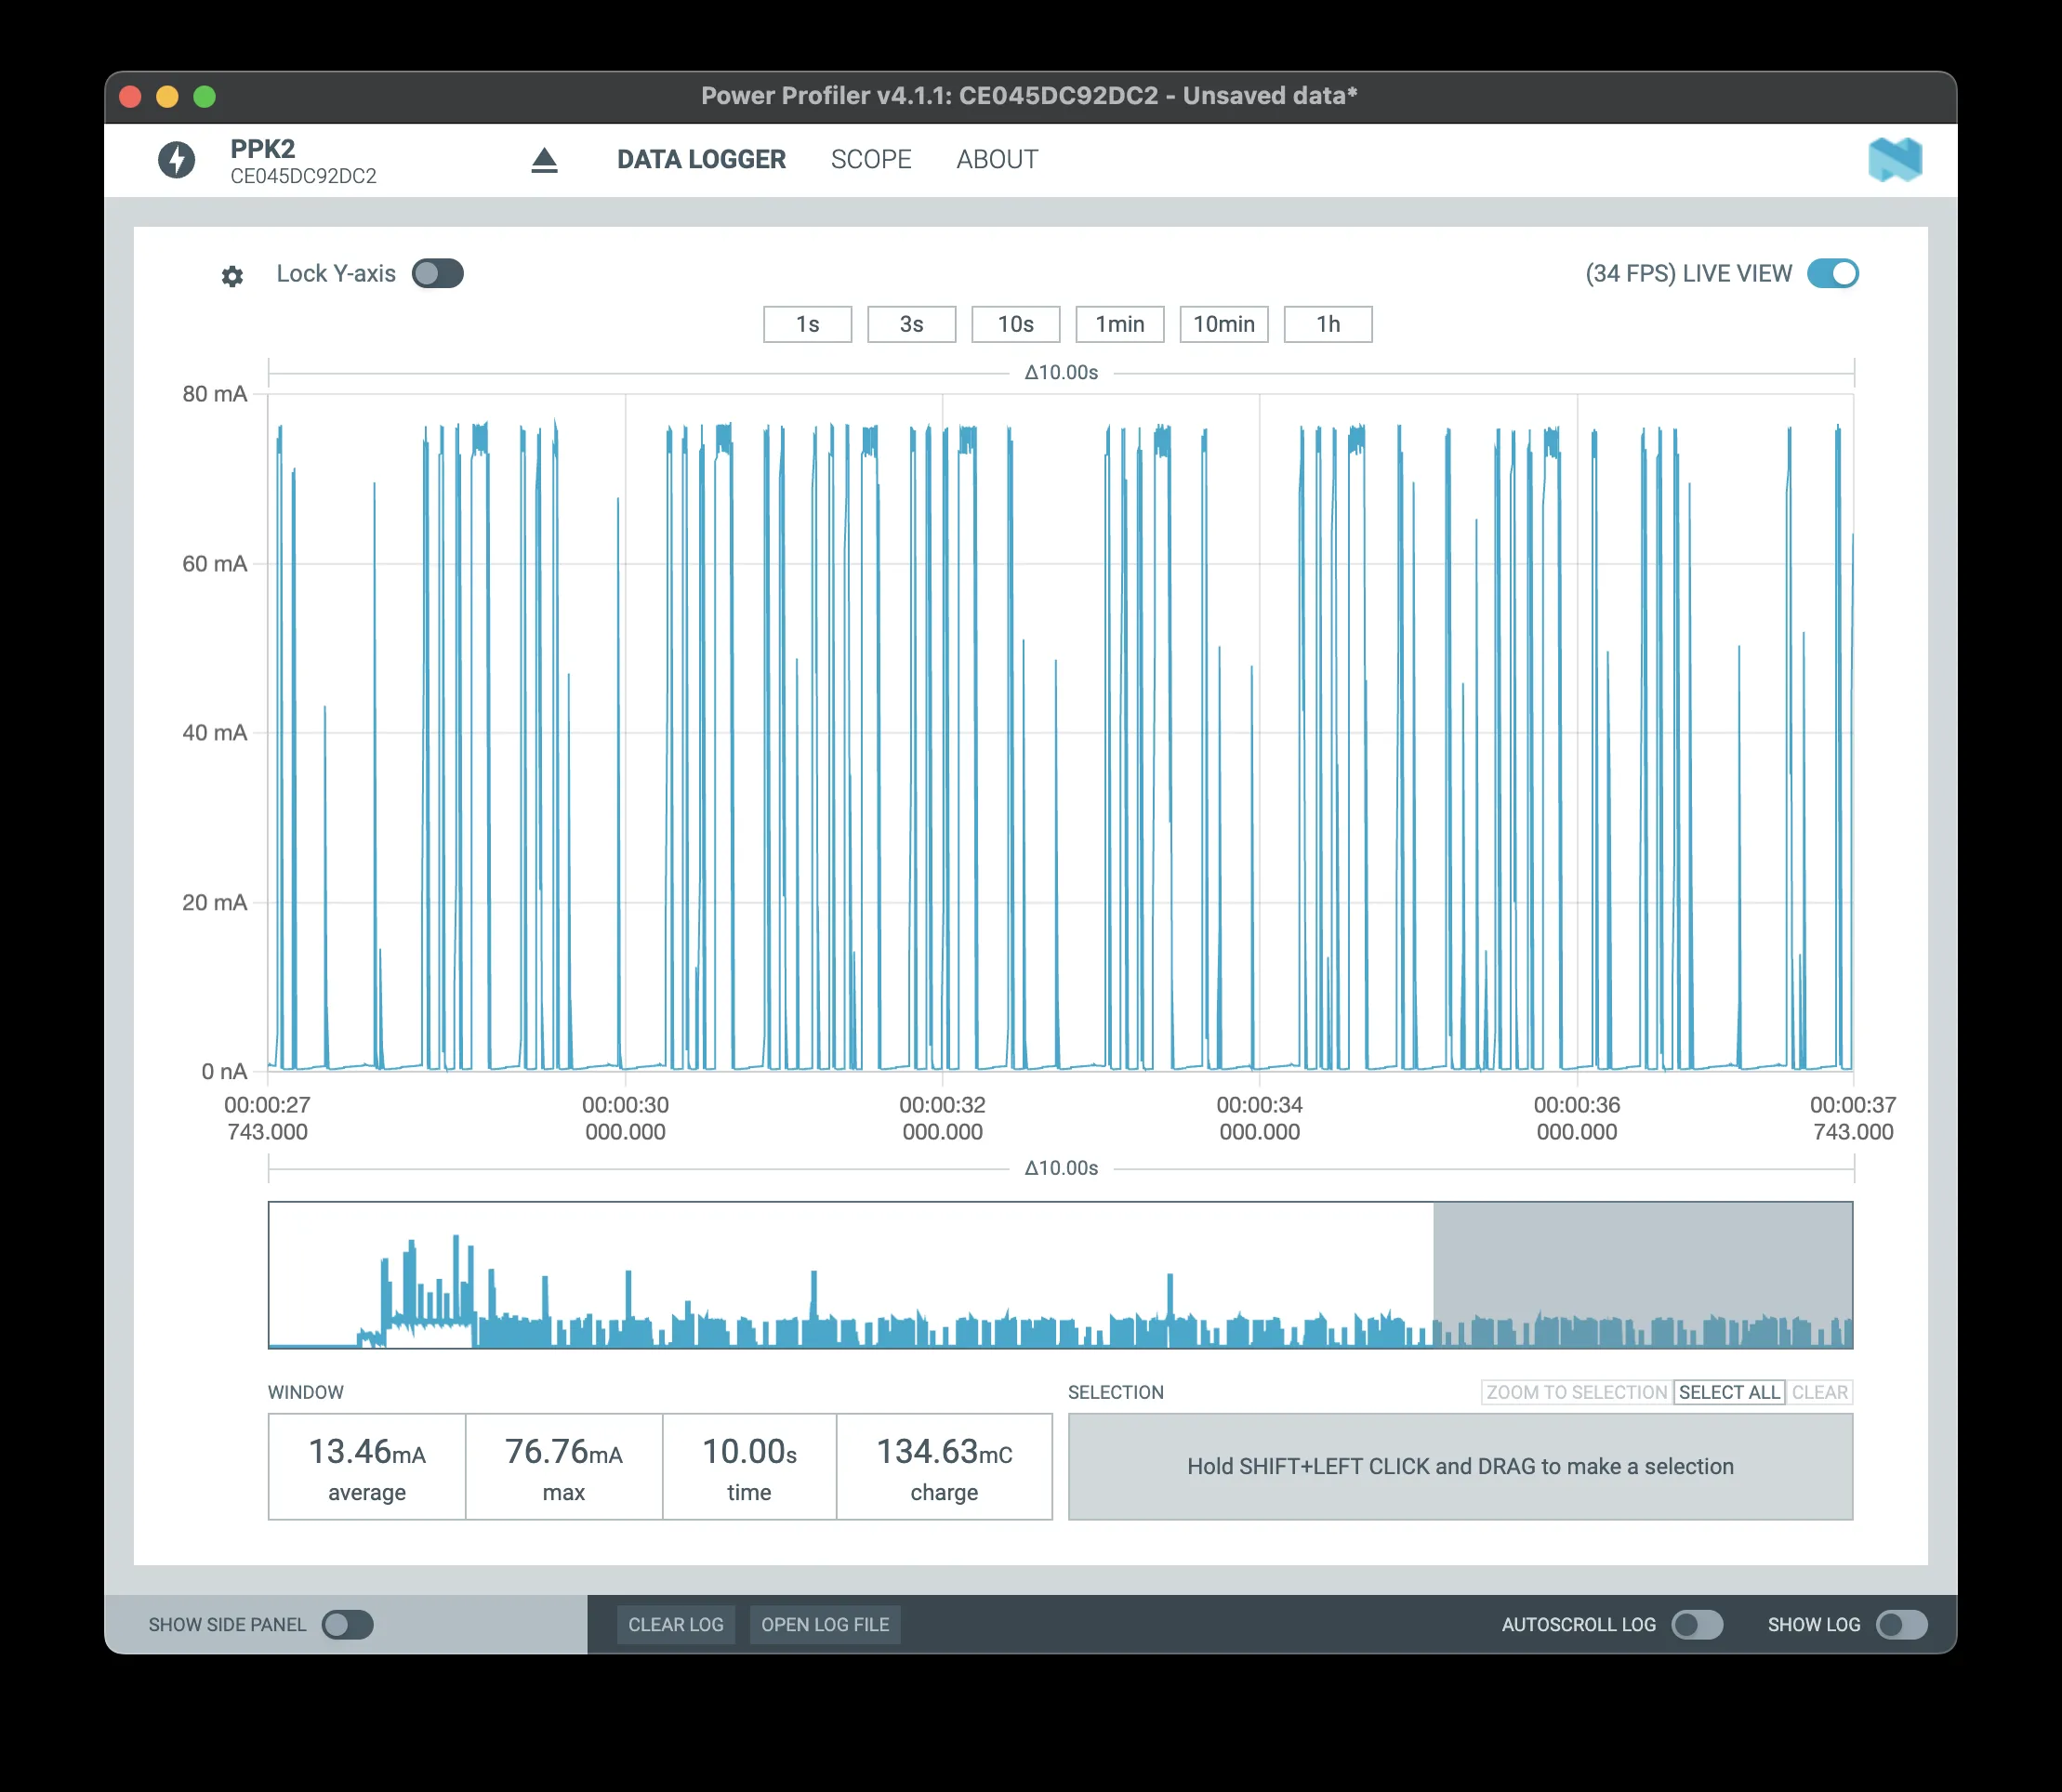 Power Profiler v4.1.1: CE045DC92DC2 - Unsaved data*
PPK2
CE045DC92DC2
DATA LOGGER
SCOPE
ABOUT
Lock Y-axis
(34 FPS) LIVE VIEW
1s
3s
10s
1min
10min
1h
Δ10.00s
80 mA
60 mA
40 mA
20 mA
0 nA
00:00:27
743.000
00:00:30
000.000
00:00:32
000.000
00:00:34
000.000
00:00:36
000.000
00:00:37
743.000
Δ10.00s
WINDOW
13.46mA
average
76.76mA
max
10.00s
time
134.63mC
charge
SELECTION
ZOOM TO SELECTION
SELECT ALL
CLEAR
Hold SHIFT+LEFT CLICK and DRAG to make a selection
SHOW SIDE PANEL
CLEAR LOG
OPEN LOG FILE
AUTOSCROLL LOG
SHOW LOG